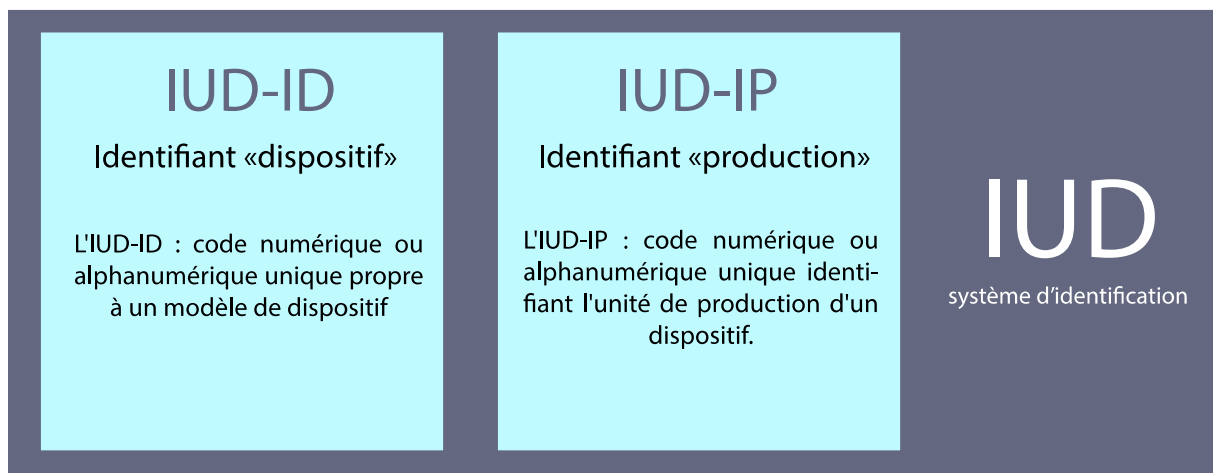 IUD-ID
Identifiant «dispositif»
L'IUD-ID : code numérique ou
alphanumérique unique propre
à un modèle de dispositif
IUD-IP
Identifiant «production»
L'IUD-IP : code numérique ou
alphanumérique unique identi-
fiant l'unité de production d'un
dispositif.
IUD
système d'identification